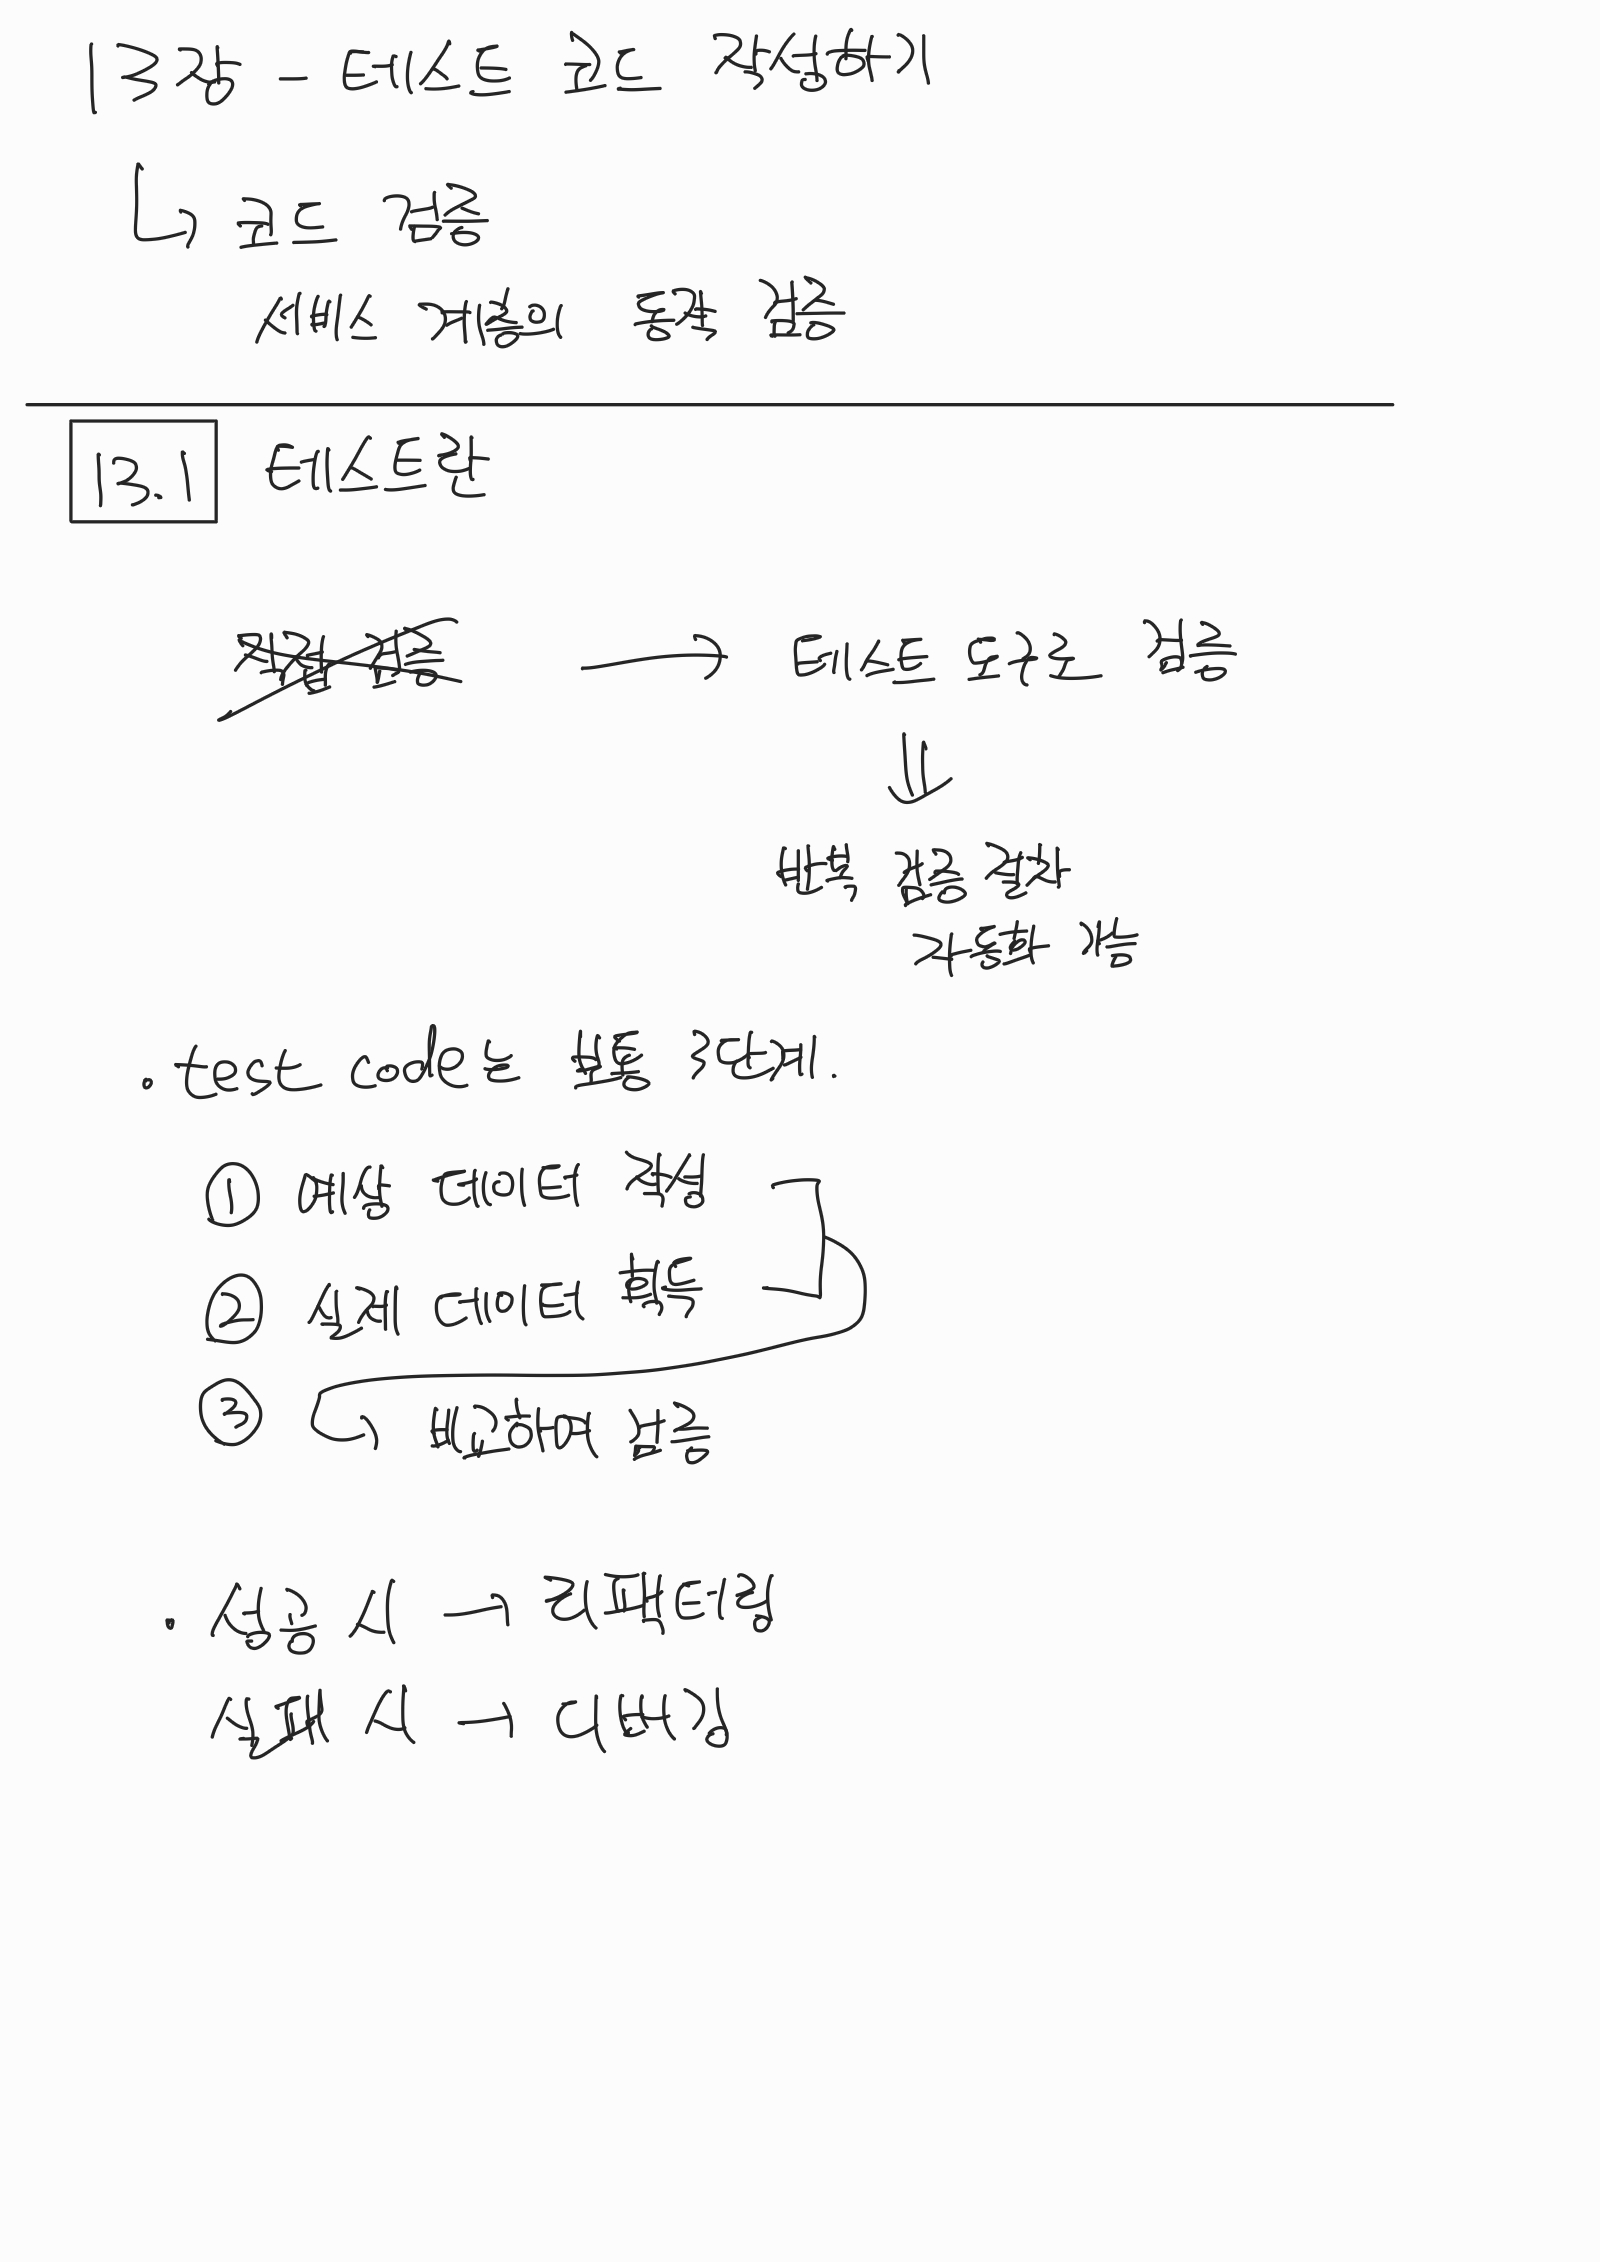 13장 - 테스트 코드 작성하기
↳ 코드 검증
서비스 계층의 동작 검증
13.1 테스트란
직접 검증 → 테스트 도구로 검증
⇓
반복 검증 절차
자동화 가능
· test code는 보통 3단계.
① 예상 데이터 작성
② 실제 데이터 획득
③ ↳ 비교하여 검증
· 성공 시 → 리팩터링
실패 시 → 디버깅